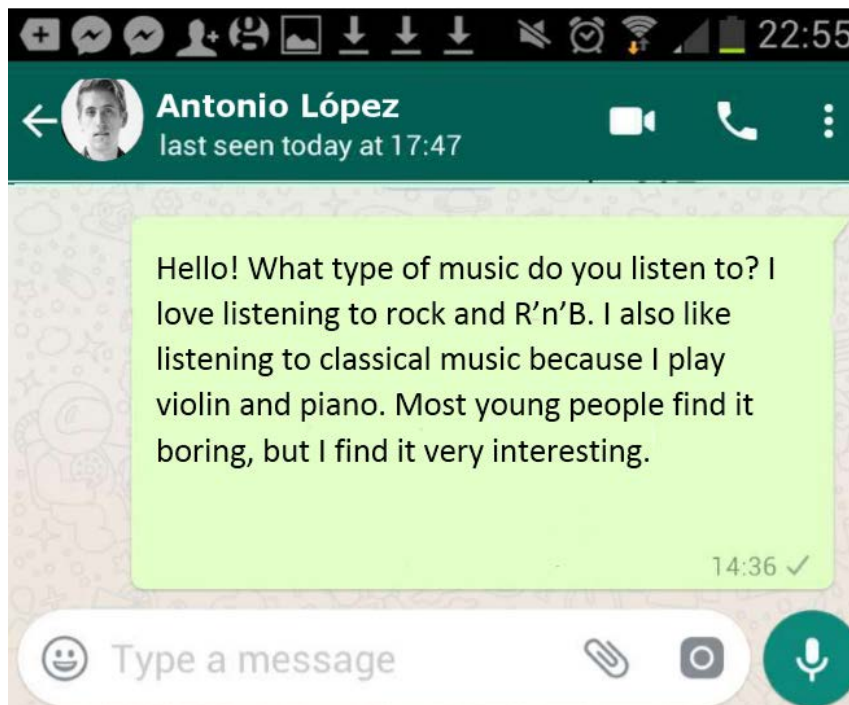 22:55
Antonio López
last seen today at 17:47
Hello! What type of music do you listen to? I
love listening to rock and R’n’B. I also like
listening to classical music because I play
violin and piano. Most young people find it
boring, but I find it very interesting.
14:36
Type a message